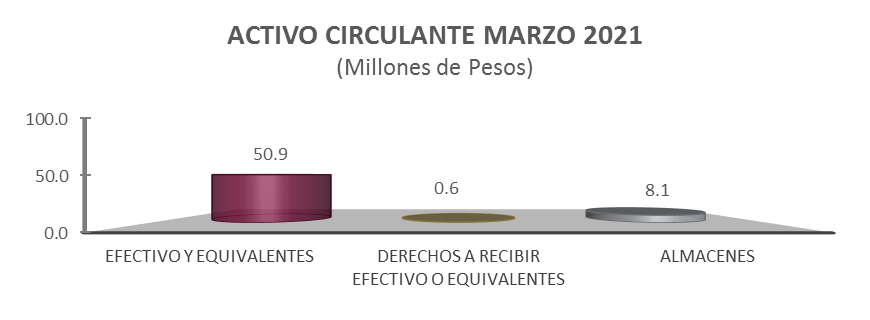 ACTIVO CIRCULANTE MARZO 2021
(Millones de Pesos)
100.0
50.0
0.0
50.9
0.6
8.1
EFECTIVO Y EQUIVALENTES
DERECHOS A RECIBIR
EFECTIVO O EQUIVALENTES
ALMACENES